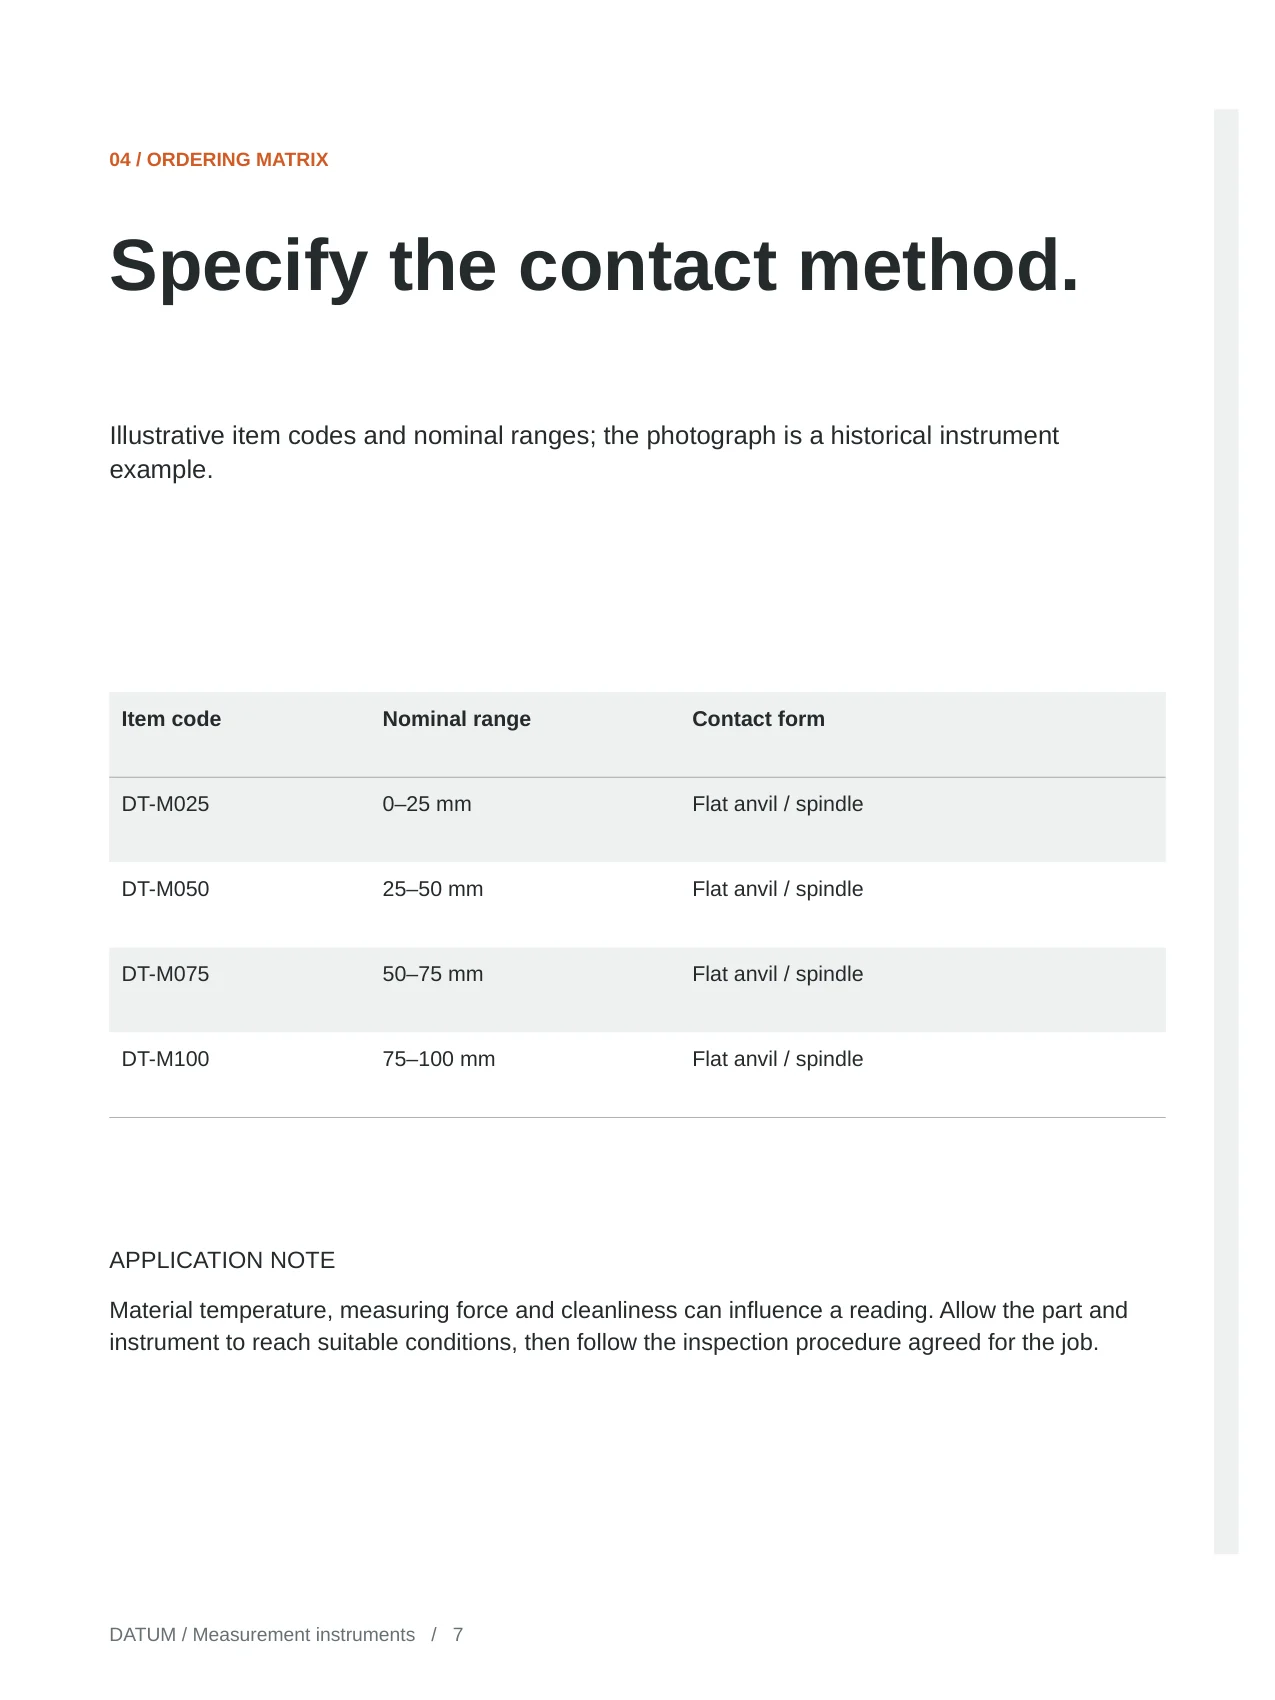 04 / ORDERING MATRIX
Specify the contact method.
Illustrative item codes and nominal ranges; the photograph is a historical instrument
example.
Item code Nominal range Contact form
DT-M025 0–25 mm Flat anvil / spindle
DT-M050 25–50 mm Flat anvil / spindle
DT-M075 50–75 mm Flat anvil / spindle
DT-M100 75–100 mm Flat anvil / spindle
APPLICATION NOTE
Material temperature, measuring force and cleanliness can influence a reading. Allow the part and
instrument to reach suitable conditions, then follow the inspection procedure agreed for the job.
DATUM / Measurement instruments / 7